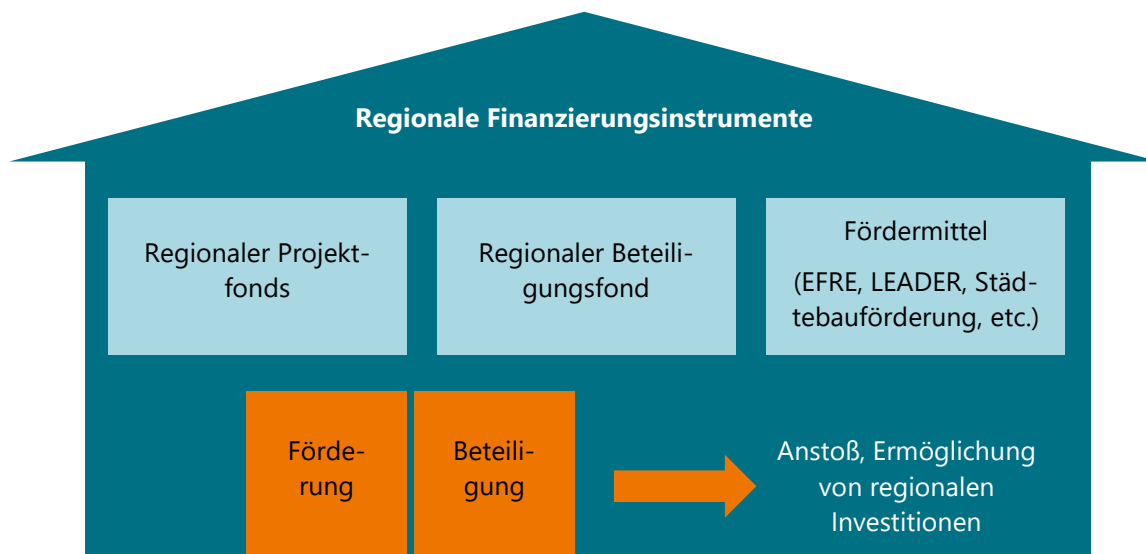 Regionale Finanzierungsinstrumente
Regionaler Projekt-
fonds
Regionaler Beteili-
gungsfond
Fördermittel
(EFRE, LEADER, Städ-
tebauförderung, etc.)
Förde-
rung
Beteili-
gung
Anstoß, Ermöglichung
von regionalen
Investitionen